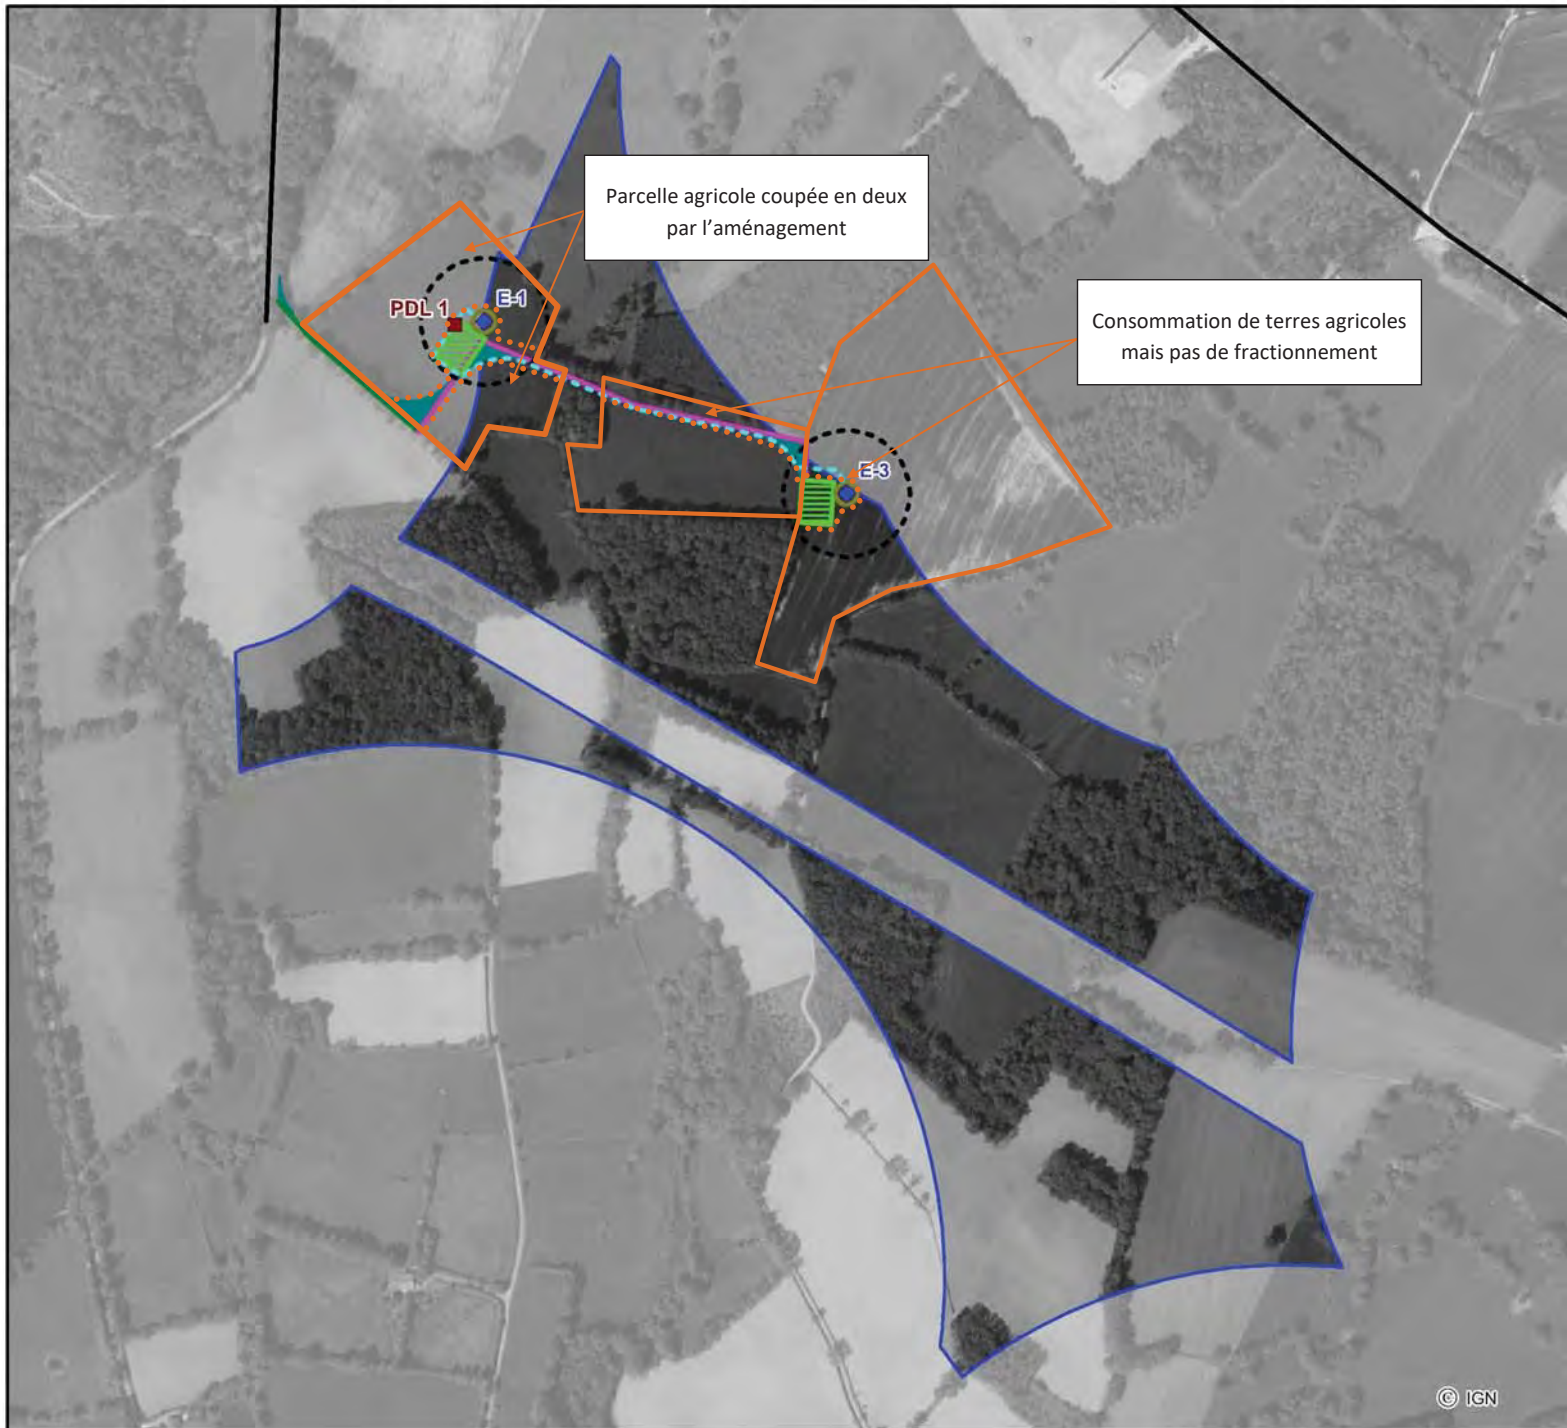 Parcelle agricole coupée en deux
par l’aménagement
Consommation de terres agricoles
mais pas de fractionnement
PDL 1
E-1
E-3
© IGN